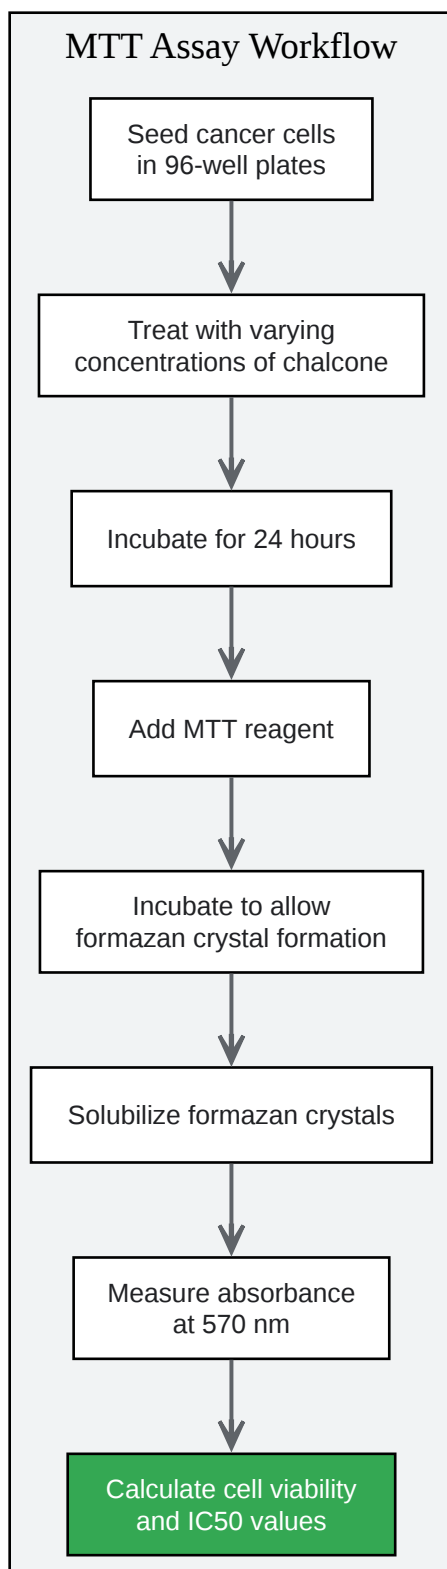 MTT Assay Workflow
Seed cancer cells
in 96-well plates
Treat with varying
concentrations of chalcone
Incubate for 24 hours
Add MTT reagent
Incubate to allow
formazan crystal formation
Solubilize formazan crystals
Measure absorbance
at 570 nm
Calculate cell viability
and IC50 values